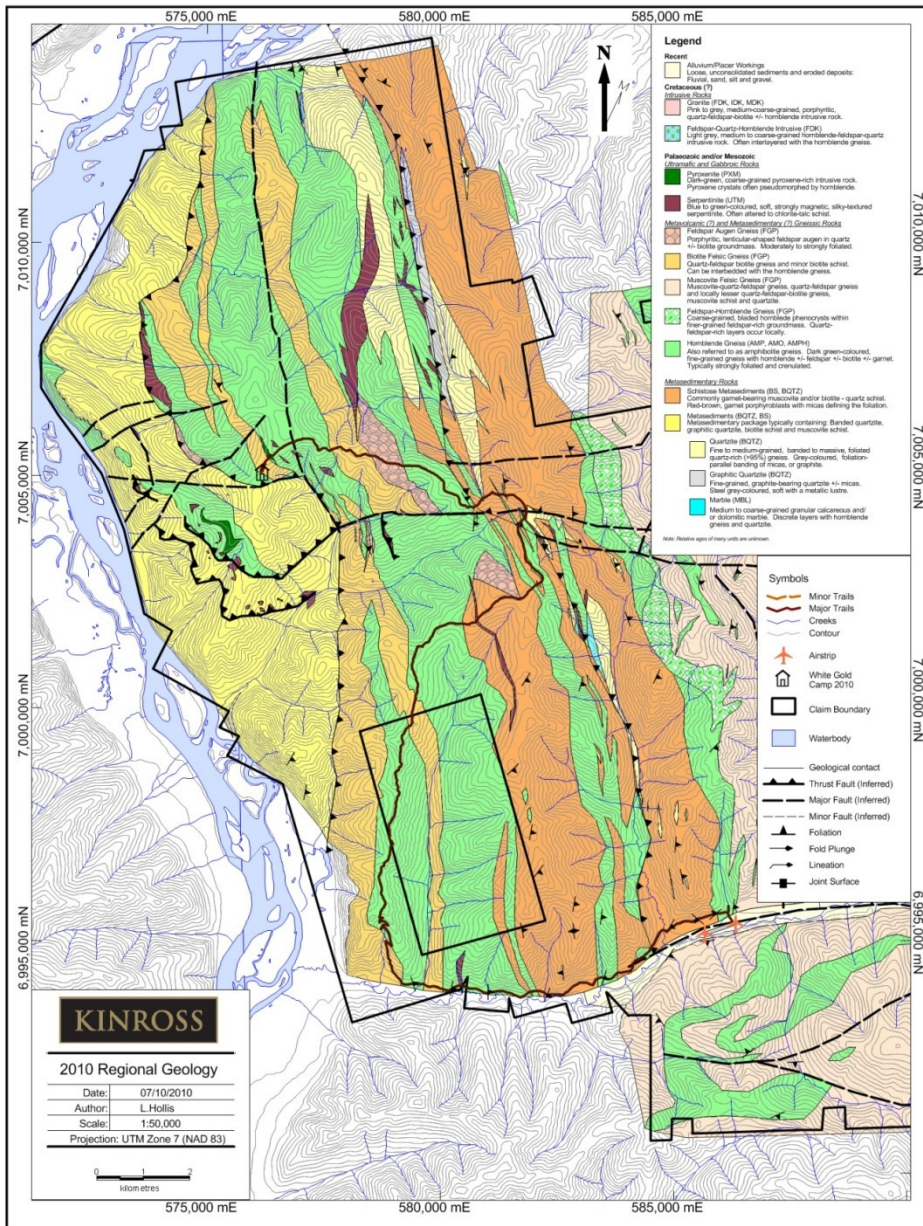 575,000 mE
580,000 mE
585,000 mE
N
7,010,000 mN
7,005,000 mN
7,000,000 mN
6,995,000 mN
7,010,000 mN
7,005,000 mN
7,000,000 mN
6,995,000 mN
Legend
Recent
Alluvium/Placer Workings
Loose, unconsolidated sediments and eroded deposits:
Fluvial, sand, silt and gravel.
Cretaceous (?)
Intrusive Rocks
Granite (FDK, IDK, MDK)
Pink to grey, medium-coarse-grained, porphyritic,
quartz-feldspar-biotite +/- hornblende intrusive rock.
Feldspar-Quartz-Hornblende Intrusive (FDK)
Light grey, medium to coarse-grained hornblende-feldspar-quartz
intrusive rock. Often interlayered with the hornblende gneiss.
Palaeozoic and/or Mesozoic
Ultramafic and Gabbroic Rocks
Pyroxenite (PXM)
Dark-green, coarse-grained pyroxene-rich intrusive rock.
Pyroxene crystals often pseudomorphed by hornblende.
Serpentinite (UTM)
Blue to green-coloured, soft, strongly magnetic, silky-textured
serpentinite. Often altered to chlorite-talc schist.
Metavolcanic (?) and Metasedimentary (?) Gneissic Rocks
Feldspar Augen Gneiss (FGP)
Porphyritic, lenticular-shaped feldspar augen in quartz
+/- biotite groundmass. Moderately to strongly foliated.
Biotite Felsic Gneiss (FGP)
Quartz-feldspar biotite gneiss and minor biotite schist.
Can be interbedded with the hornblende gneiss.
Muscovite Felsic Gneiss (FGP)
Muscovite-quartz-feldspar gneiss, quartz-feldspar gneiss
and locally lesser quartz-feldspar-biotite gneiss,
muscovite schist and quartzite.
Feldspar-Hornblende Gneiss (FGP)
Coarse-grained, bladed hornblede phenocrysts within
finer-grained feldspar-rich groundmass. Quartz-
feldspar-rich layers occur locally.
Hornblende Gneiss (AMP, AMO, AMPH)
Also referred to as amphibolite gneiss. Dark green-coloured,
fine-grained gneiss with hornblende +/- feldspar +/- biotite +/- garnet.
Typically strongly foliated and crenulated.
Metasedimentary Rocks
Schistose Metasediments (BS, BQTZ)
Commonly garnet-bearing muscovite and/or biotite - quartz schist.
Red-brown, garnet porphyroblasts with micas defining the foliation.
Metasediments (BQTZ, BS)
Metasedimentary package typically containing: Banded quartzite,
graphitic quartzite, biotite schist and muscovite schist.
Quartzite (BQTZ)
Fine to medium-grained, banded to massive, foliated
quartz-rich (>95%) gneiss. Grey-coloured, foliation-
parallel banding of micas, or graphite.
Graphitic Quartzite (BQTZ)
Fine-grained, graphite-bearing quartzite +/- micas.
Steel grey-coloured, soft with a metallic lustre.
Marble (MBL)
Medium to coarse-grained granular calcareous and/
or dolomitic marble. Discrete layers with hornblende
gneiss and quartzite.
Note: Relative ages of many units are unknown.
Symbols
Minor Trails
Major Trails
Creeks
Contour
Airstrip
White Gold
Camp 2010
Claim Boundary
Waterbody
Geological contact
Thrust Fault (Inferred)
Major Fault (Inferred)
Minor Fault (Inferred)
Foliation
Fold Plunge
Lineation
Joint Surface
KINROSS
2010 Regional Geology
Date: 07/10/2010
Author: L.Hollis
Scale: 1:50,000
Projection: UTM Zone 7 (NAD 83)
0 1 2
kilometres
575,000 mE
580,000 mE
585,000 mE